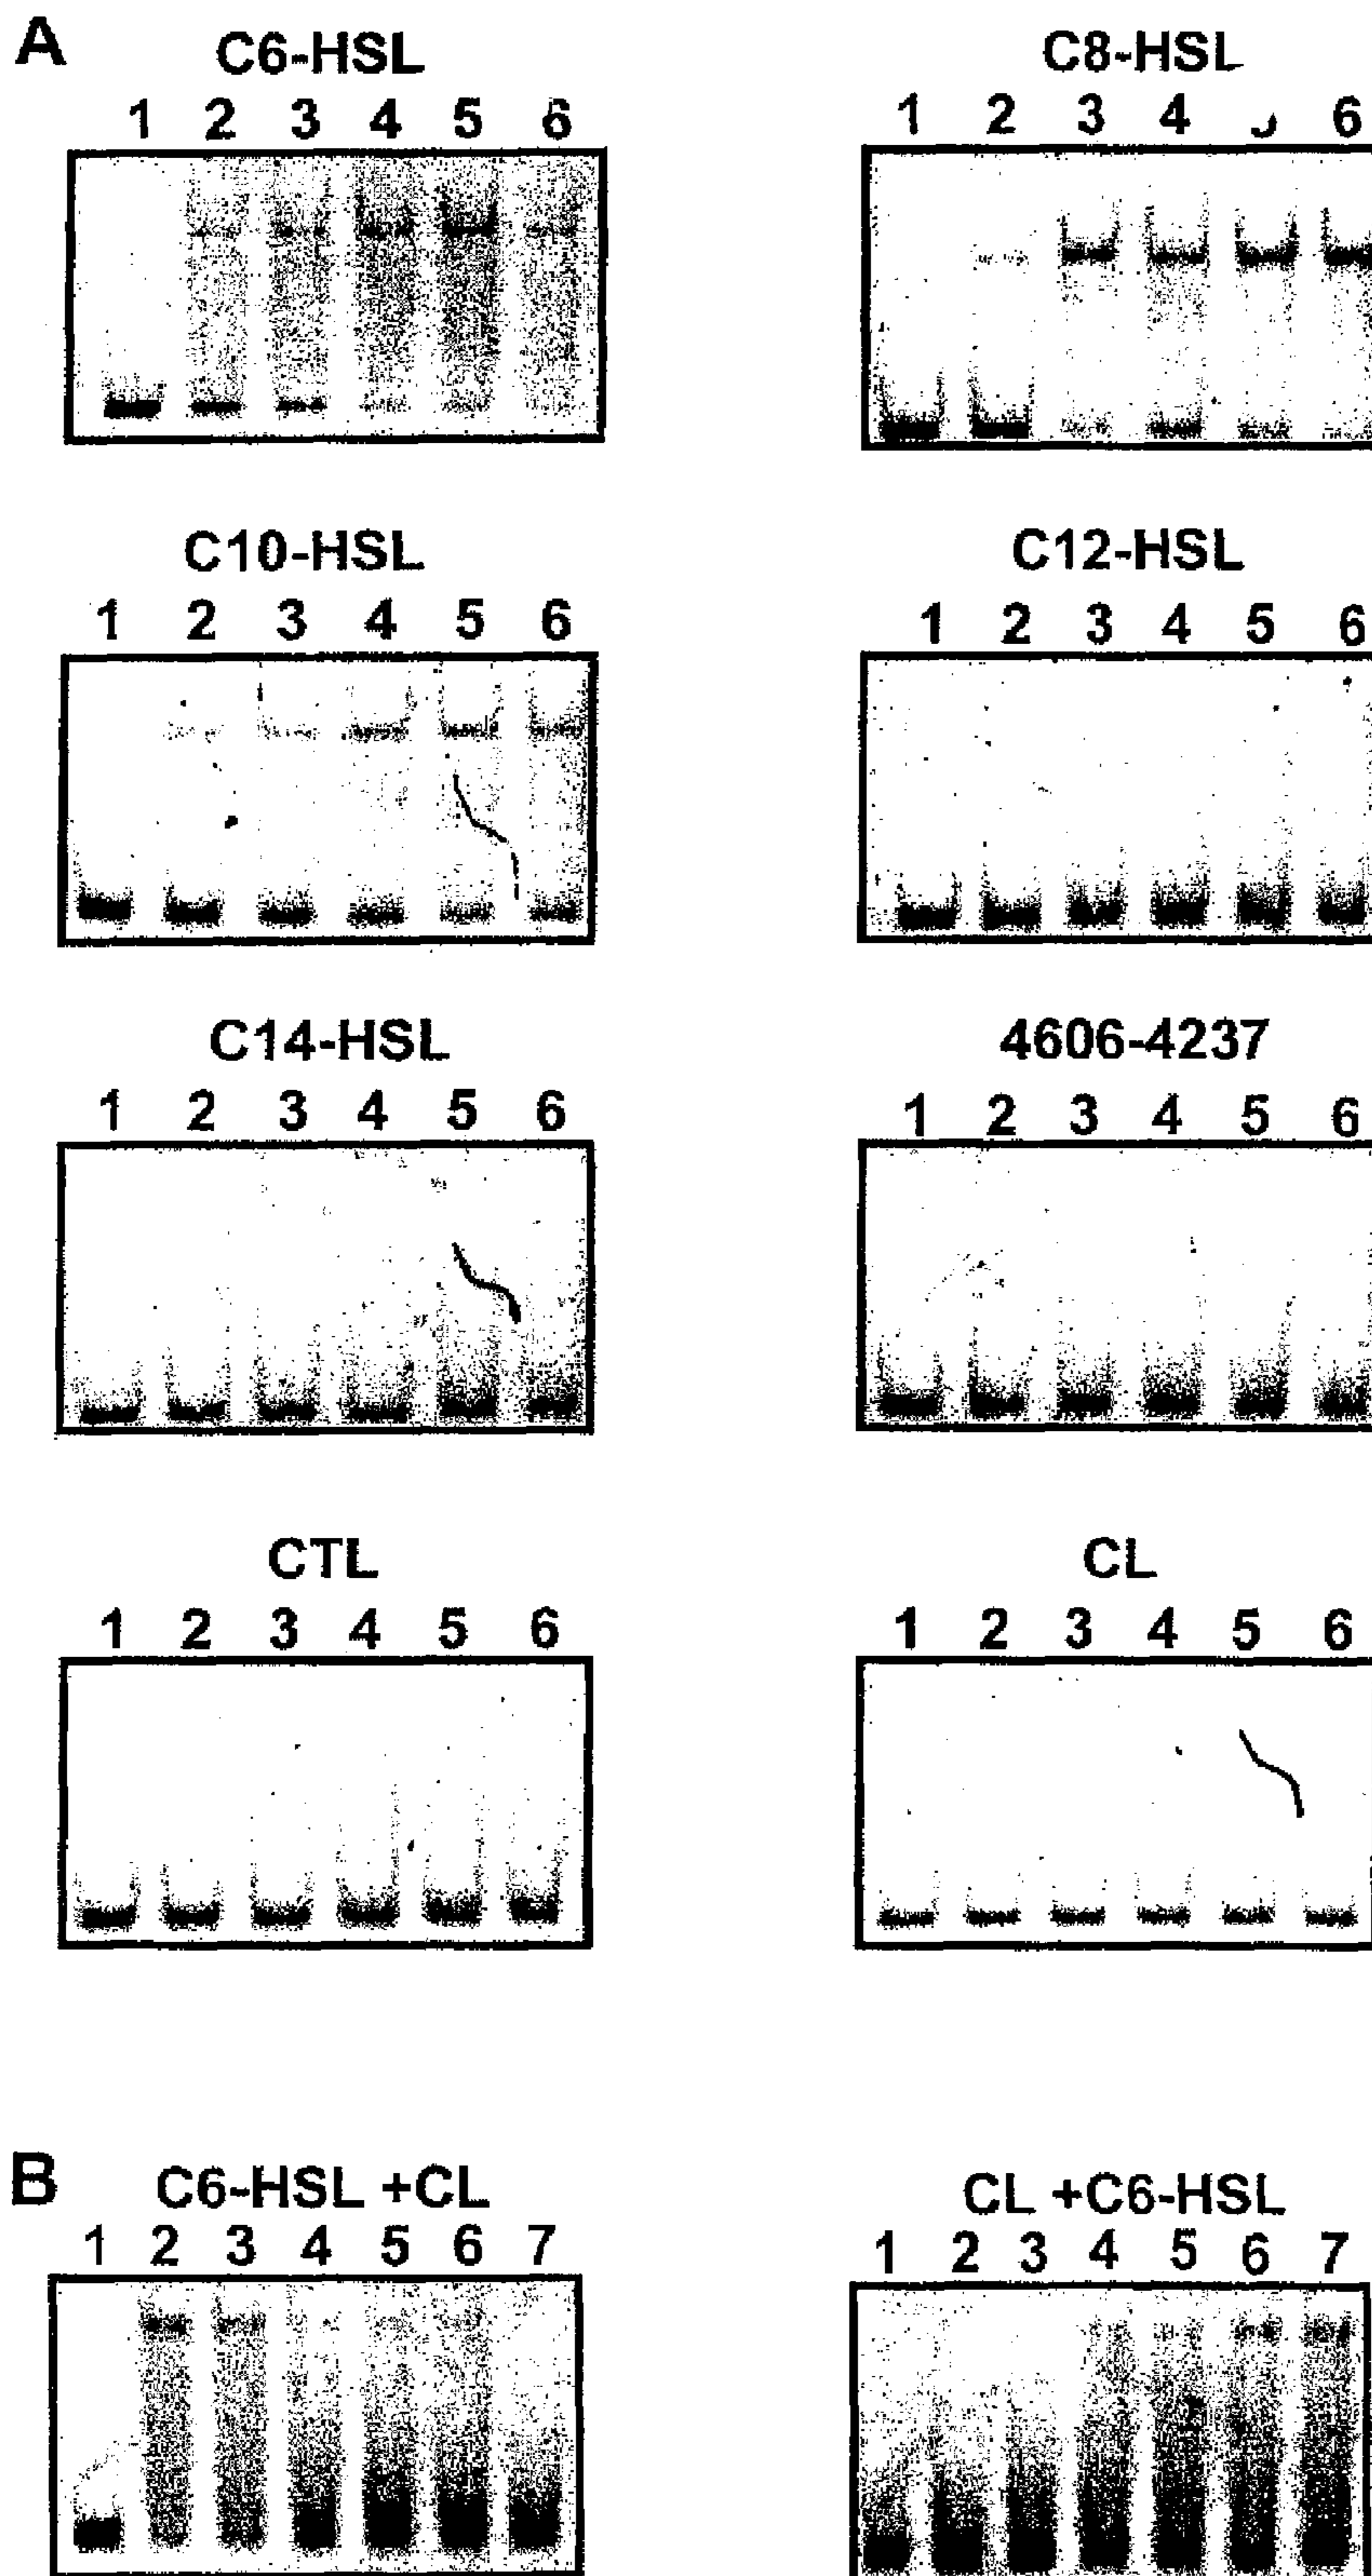 A
C6-HSL
1 2 3 4 5 6
C8-HSL
1 2 3 4 6
C10-HSL
1 2 3 4 5 6
C12-HSL
1 2 3 4 5 6
C14-HSL
1 2 3 4 5 6
4606-4237
1 2 3 4 5 6
CTL
1 2 3 4 5 6
CL
1 2 3 4 5 6
B
C6-HSL +CL
1 2 3 4 5 6 7
CL +C6-HSL
1 2 3 4 5 6 7